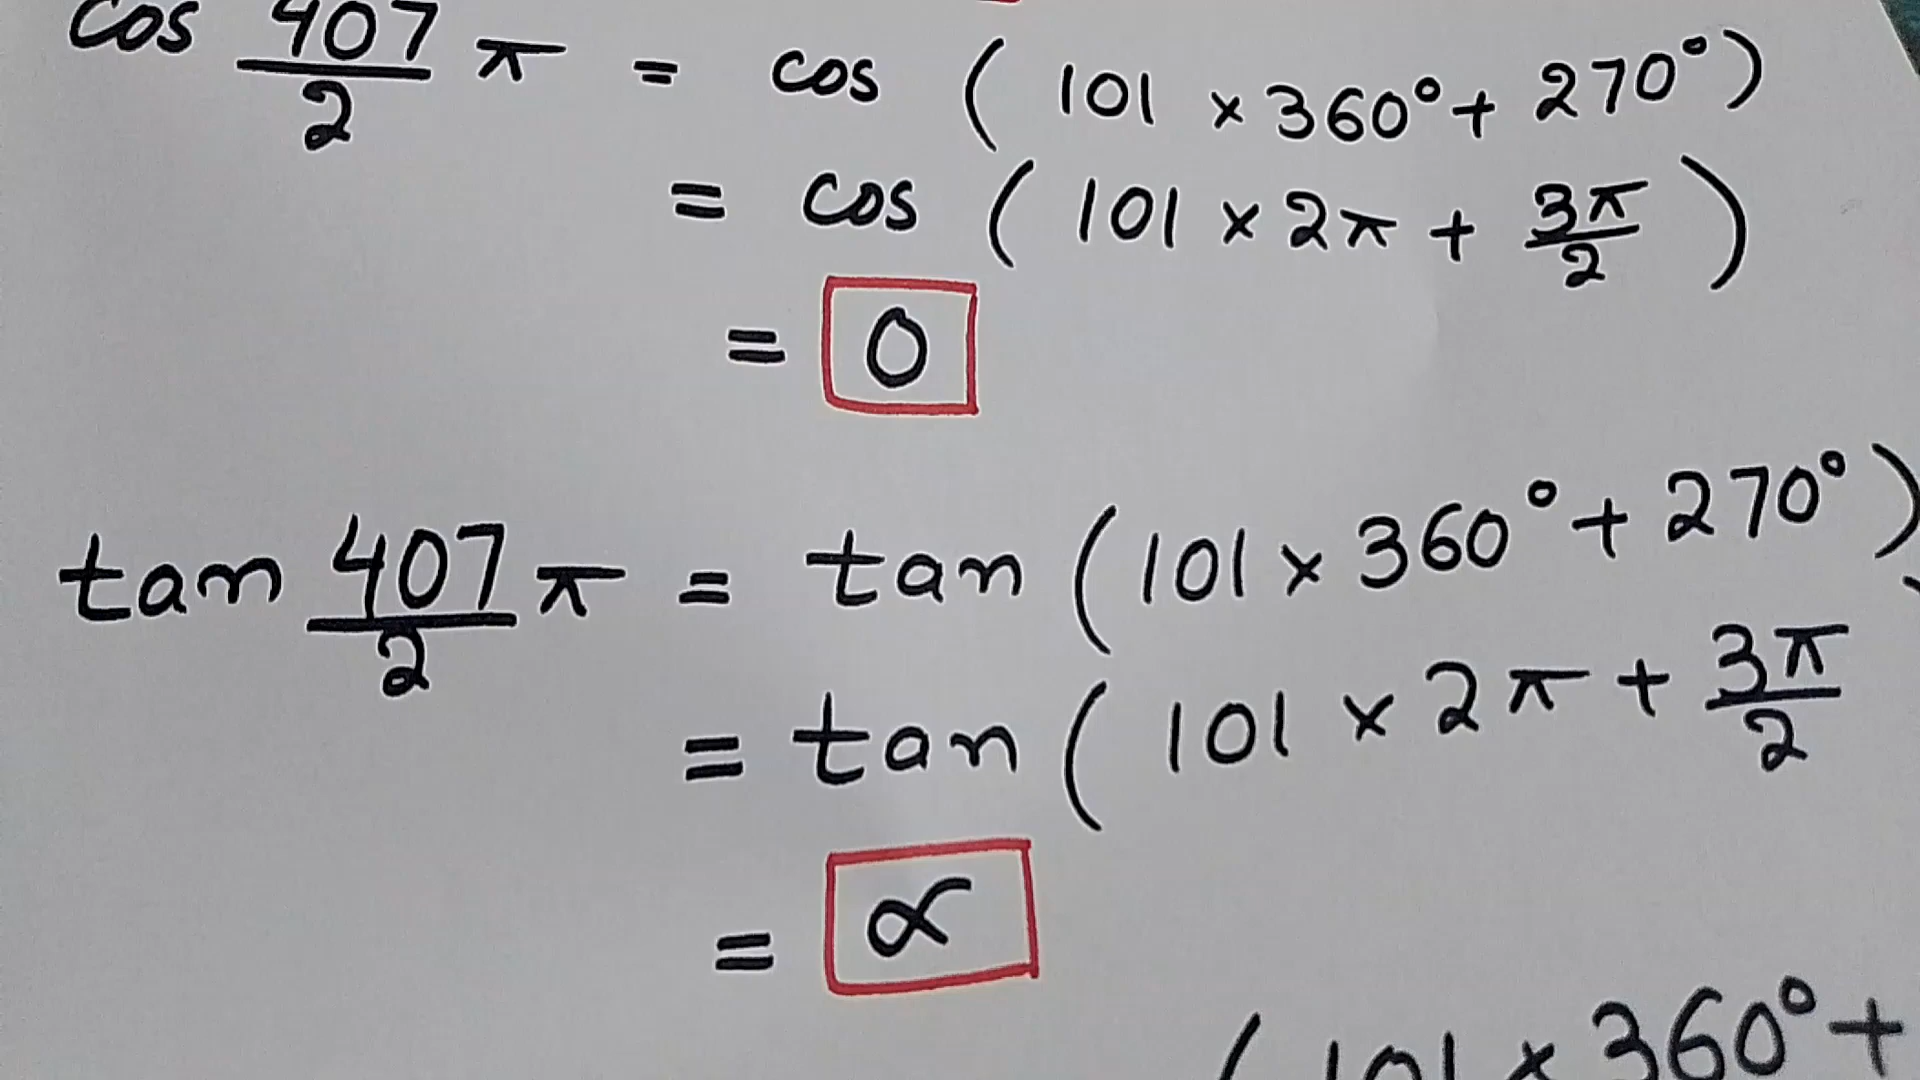 cos 407/2 π = cos ( 101 × 360° + 270° )
= cos ( 101 × 2π + 3π/2 )
= 0
tan 407/2 π = tan ( 101 × 360° + 270° )
= tan ( 101 × 2π + 3π/2
= ∝
( 101 × 360° +